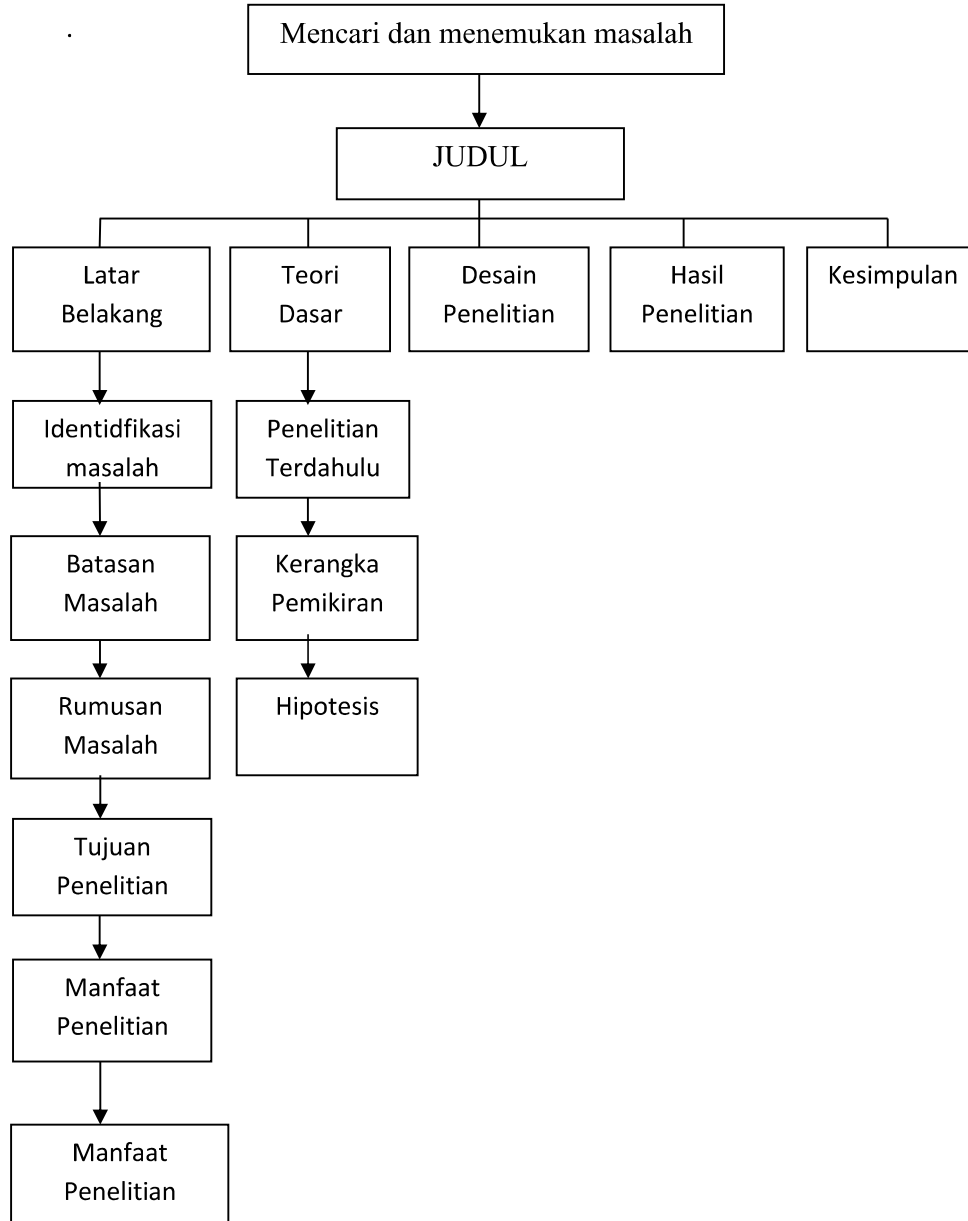 Mencari dan menemukan masalah
JUDUL
Latar
Belakang
Teori
Dasar
Desain
Penelitian
Hasil
Penelitian
Kesimpulan
Identidfikasi
masalah
Penelitian
Terdahulu
Batasan
Masalah
Kerangka
Pemikiran
Rumusan
Masalah
Hipotesis
Tujuan
Penelitian
Manfaat
Penelitian
Manfaat
Penelitian